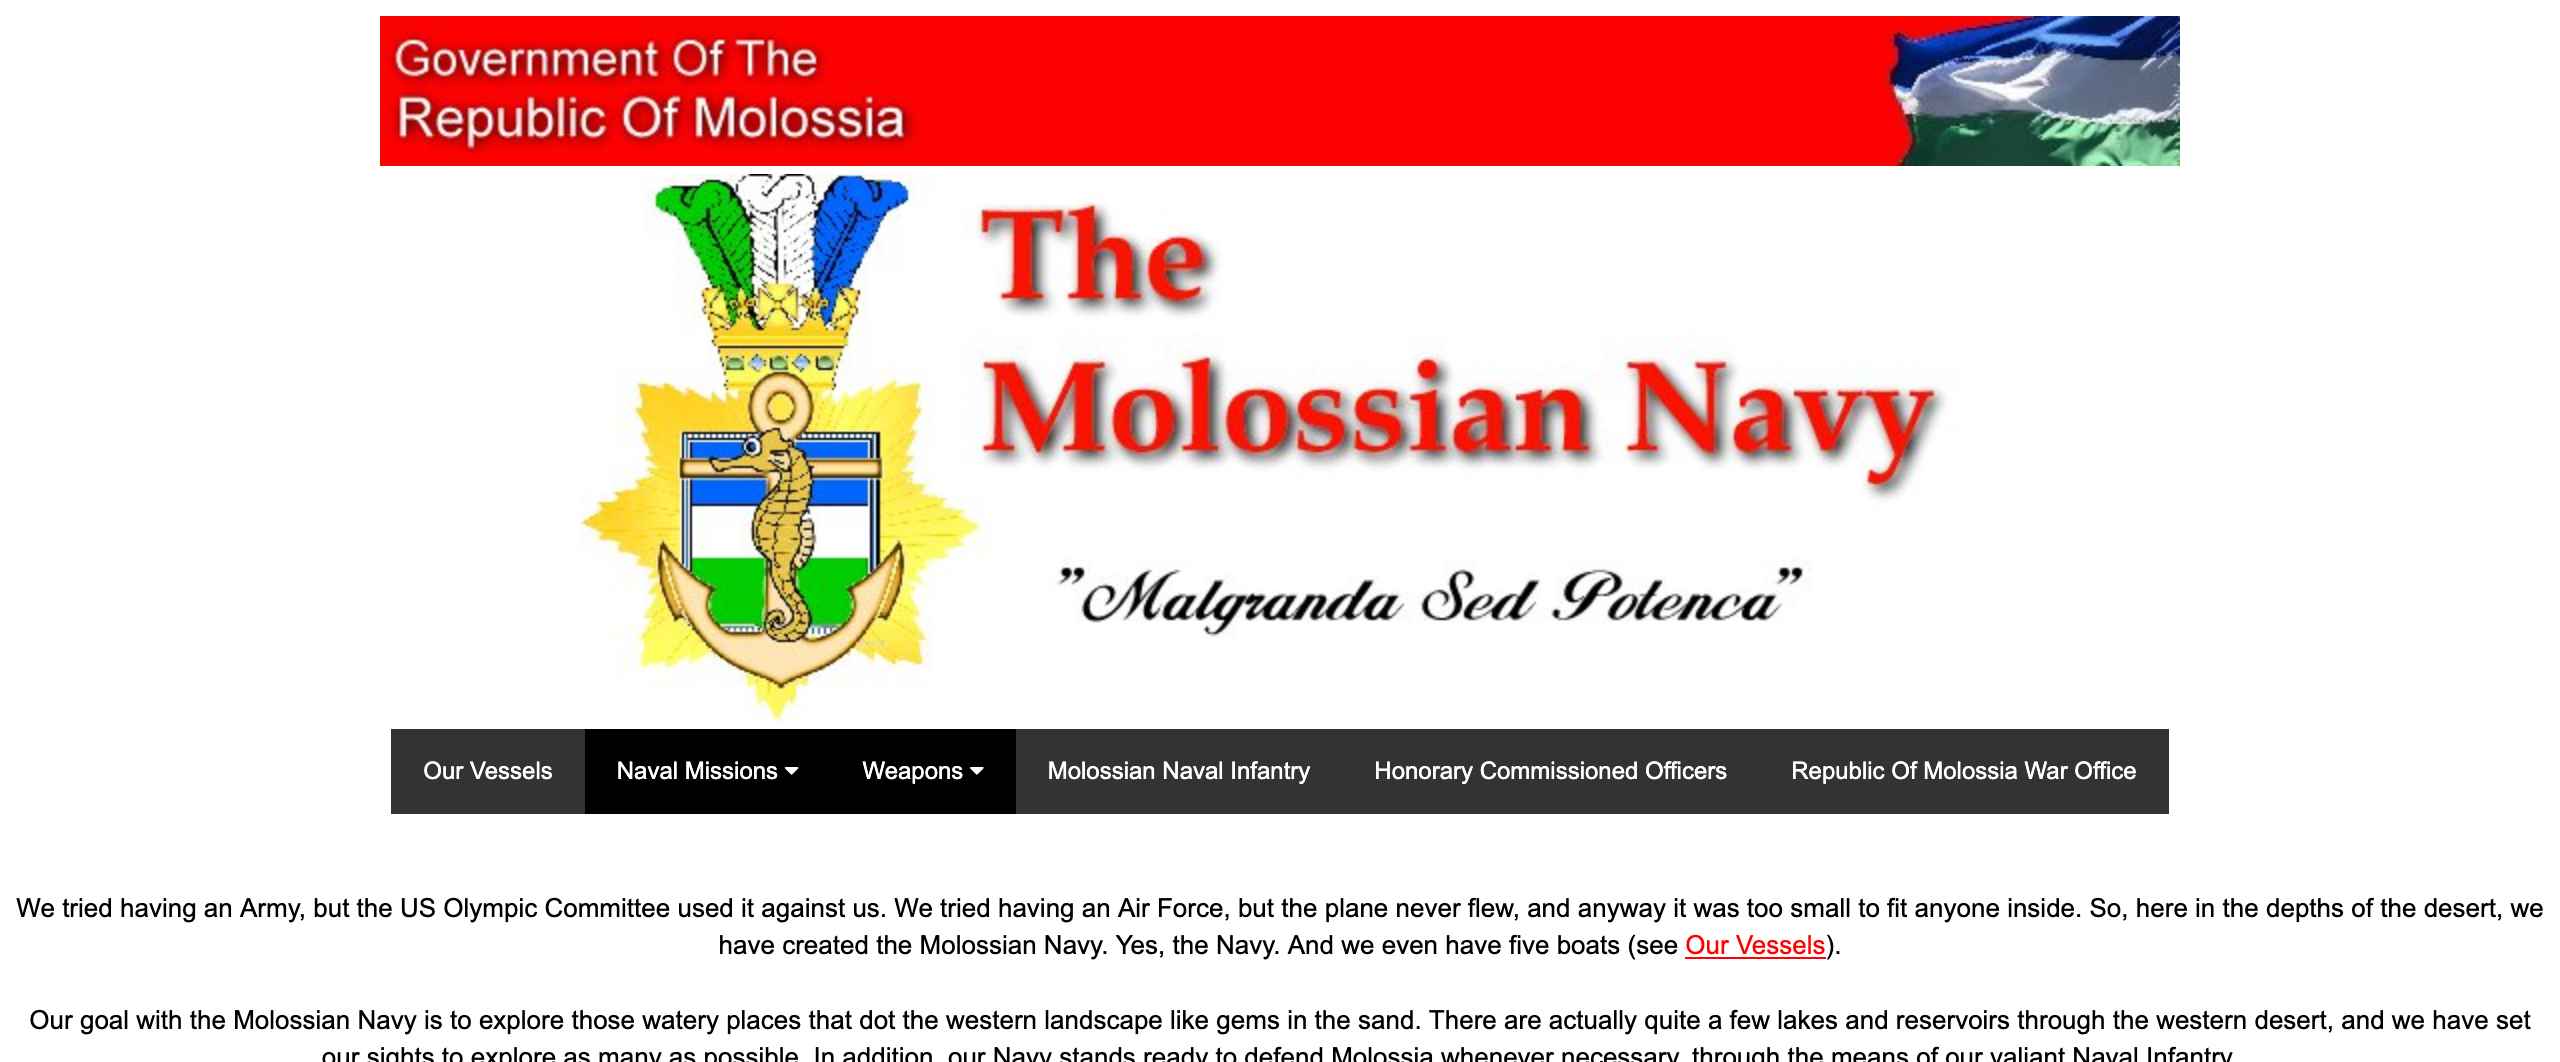 Government Of The
Republic Of Molossia
The
Molossian Navy
”Malgranda Sed Potenca”
Our Vessels Naval Missions Weapons Molossian Naval Infantry Honorary Commissioned Officers Republic Of Molossia War Office
We tried having an Army, but the US Olympic Committee used it against us. We tried having an Air Force, but the plane never flew, and anyway it was too small to fit anyone inside. So, here in the depths of the desert, we
have created the Molossian Navy. Yes, the Navy. And we even have five boats (see Our Vessels).
Our goal with the Molossian Navy is to explore those watery places that dot the western landscape like gems in the sand. There are actually quite a few lakes and reservoirs through the western desert, and we have set
our sights to explore as many as possible. In addition, our Navy stands ready to defend Molossia whenever necessary, through the means of our valiant Naval Infantry.